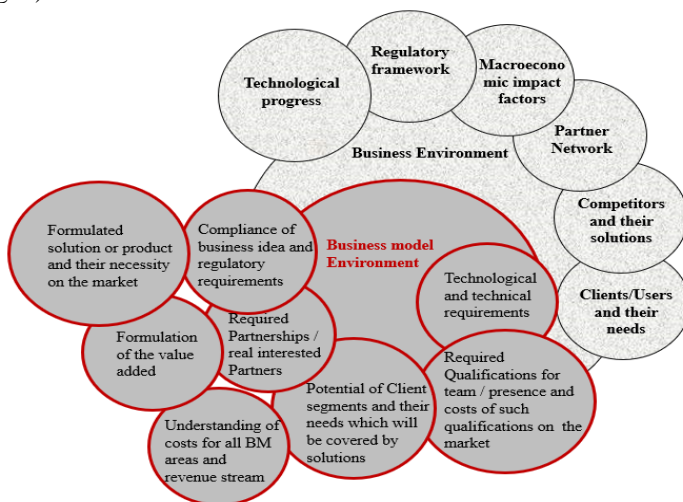 Regulatory
framework
Technological
progress
Macroecono
mic impact
factors
Partner
Network
Business Environment
Competitors
and their
solutions
Clients/Users
and their
needs
Formulated
solution or product
and their necessity
on the market
Compliance of
business idea and
regulatory
requirements
Business model
Environment
Technological
and technical
requirements
Formulation
of the value
added
Required
Partnerships /
real interested
Partners
Potential of Client
segments and their
needs which will
be covered by
solutions
Required
Qualifications for
team / presence and
costs of such
qualifications on the
market
Understanding of
costs for all BM
areas and
revenue stream